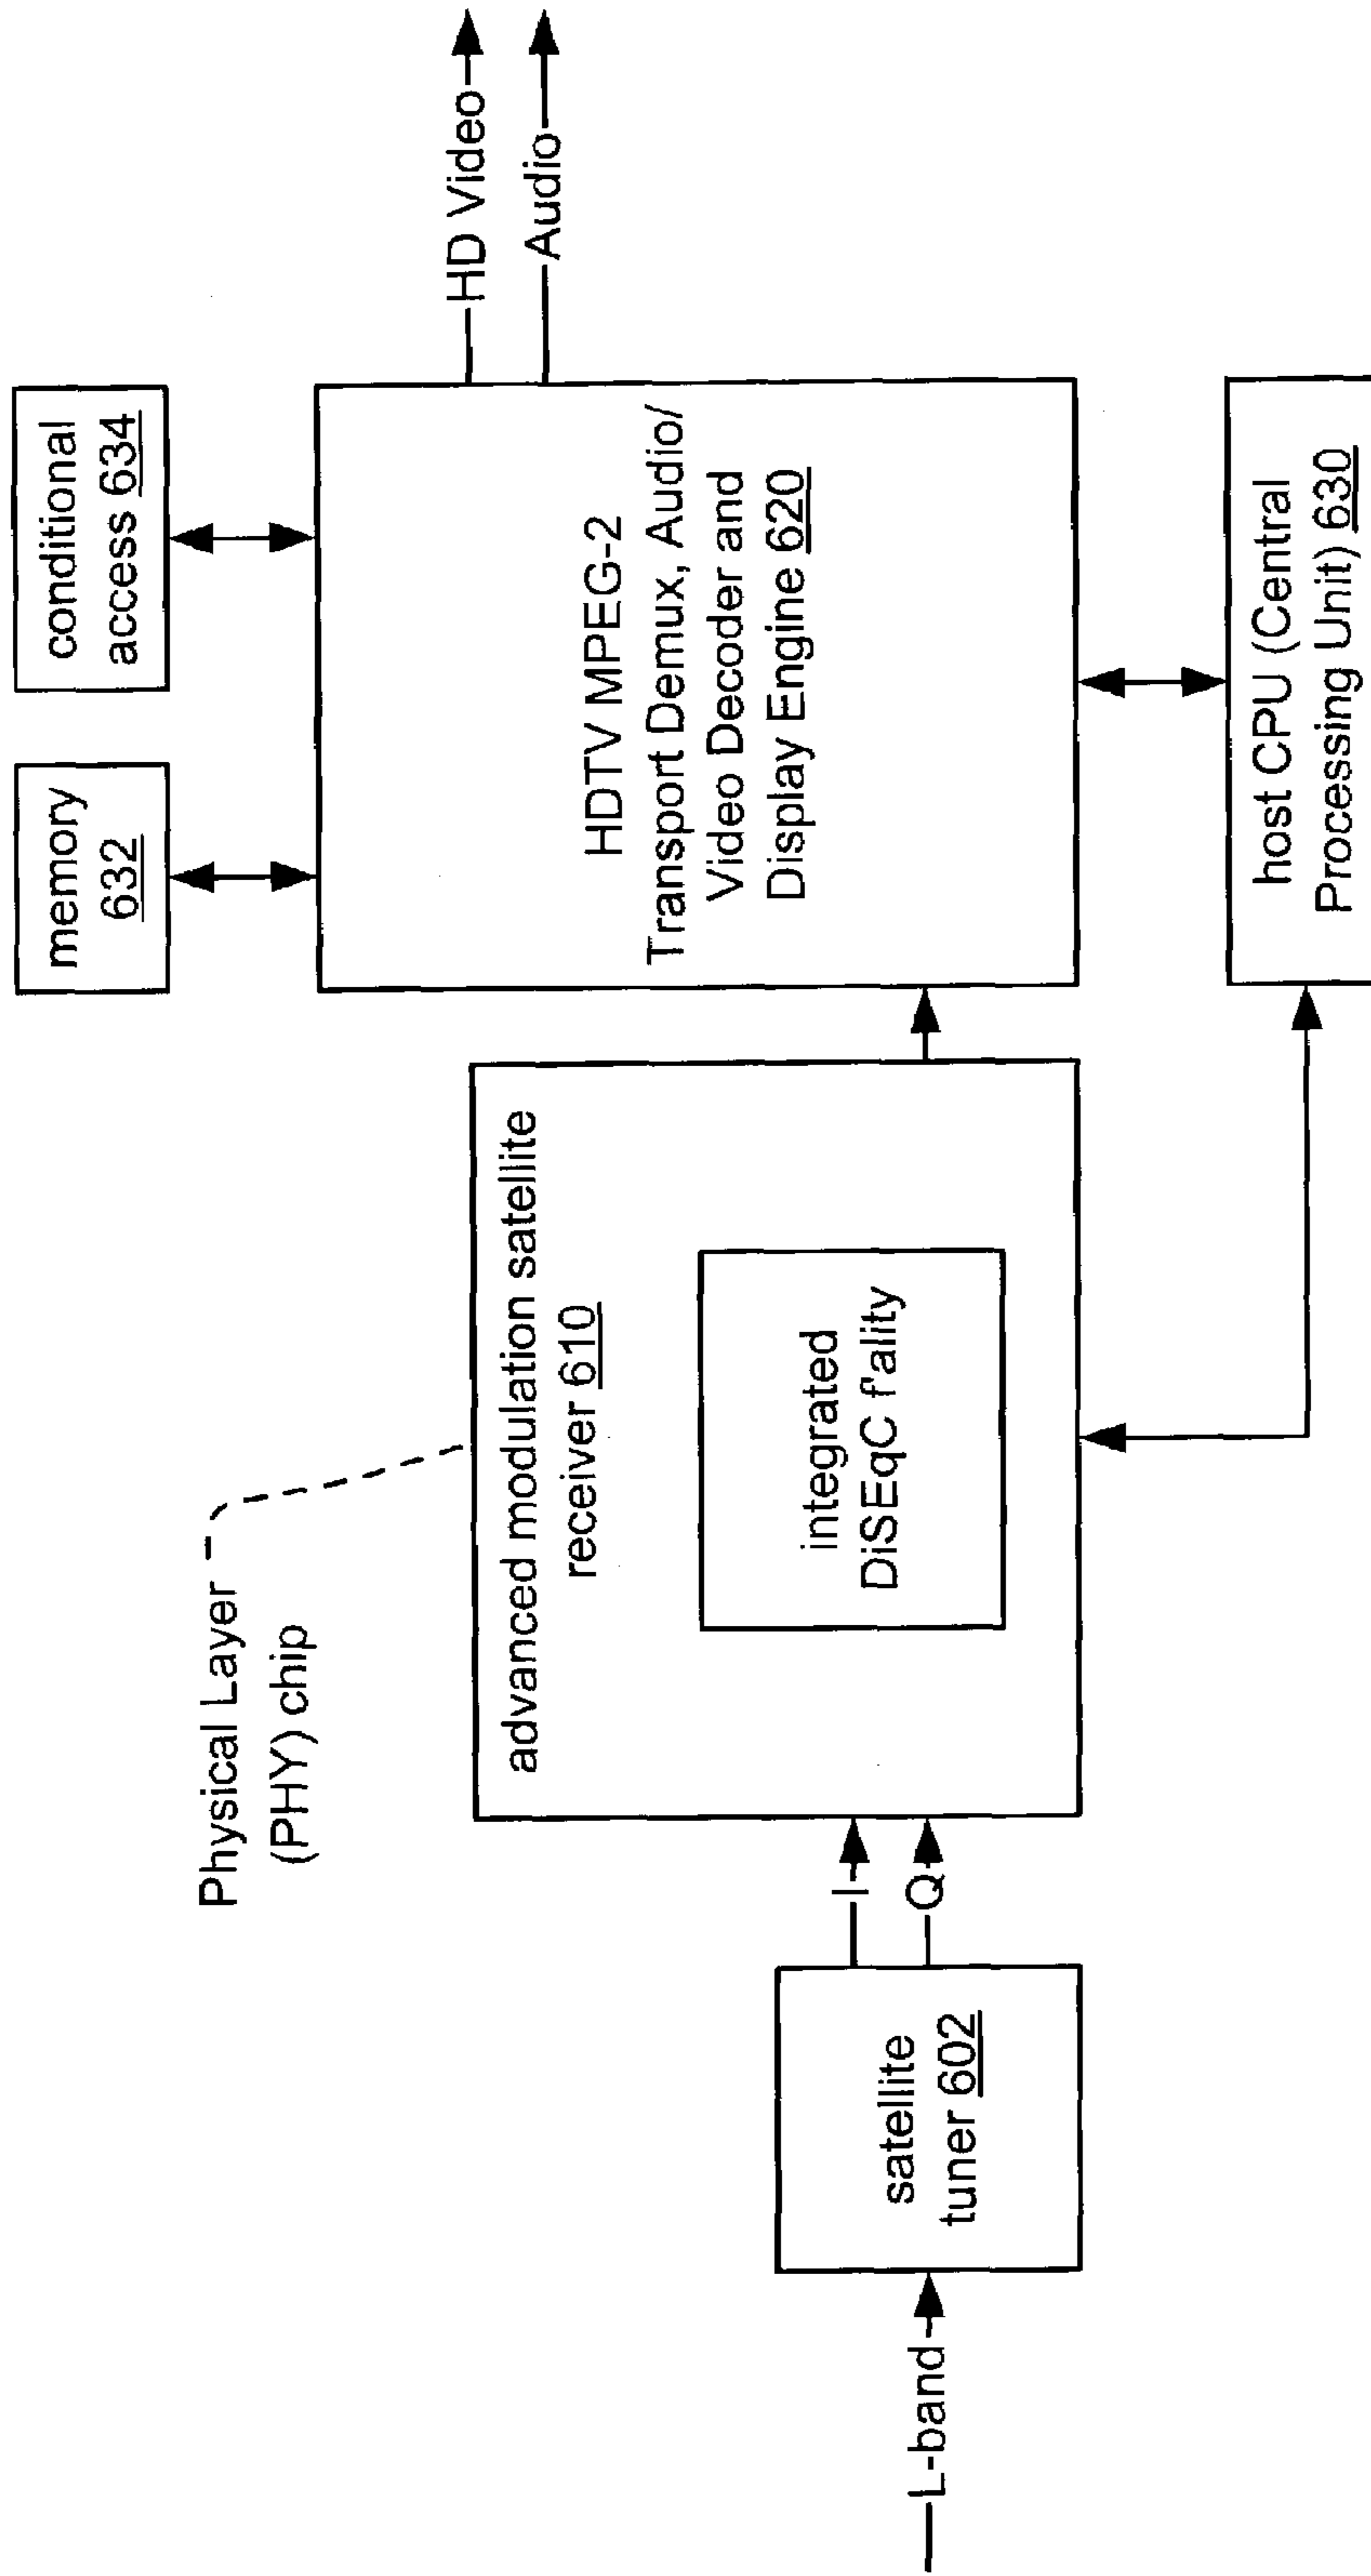 Physical Layer
(PHY) chip
L-band
satellite
tuner 602
I
Q
advanced modulation satellite
receiver 610
integrated
DiSEqC f'ality
memory
632
conditional
access 634
HDTV MPEG-2
Transport Demux, Audio/
Video Decoder and
Display Engine 620
host CPU (Central
Processing Unit) 630
HD Video
Audio